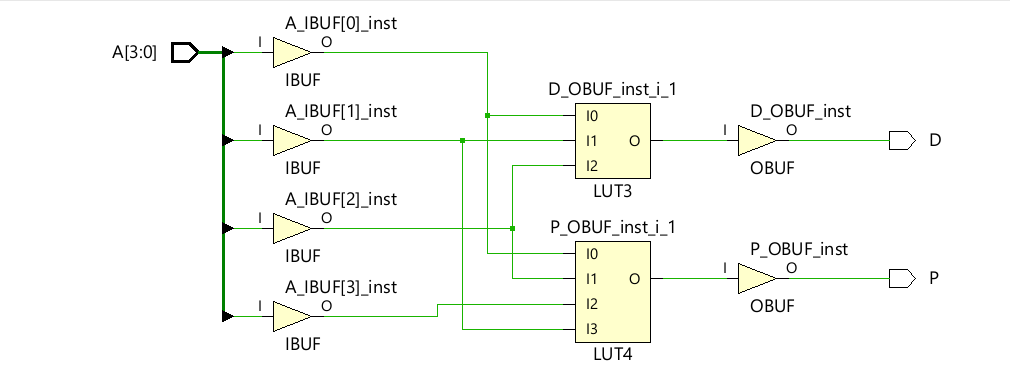 A_IBUF[0]_inst
A[3:0]
I
O
IBUF
A_IBUF[1]_inst
I
O
IBUF
A_IBUF[2]_inst
I
O
IBUF
A_IBUF[3]_inst
I
O
IBUF
D_OBUF_inst_i_1
I0
I1
I2
O
LUT3
D_OBUF_inst
I
O
OBUF
D
P_OBUF_inst_i_1
I0
I1
I2
I3
O
LUT4
P_OBUF_inst
I
O
OBUF
P